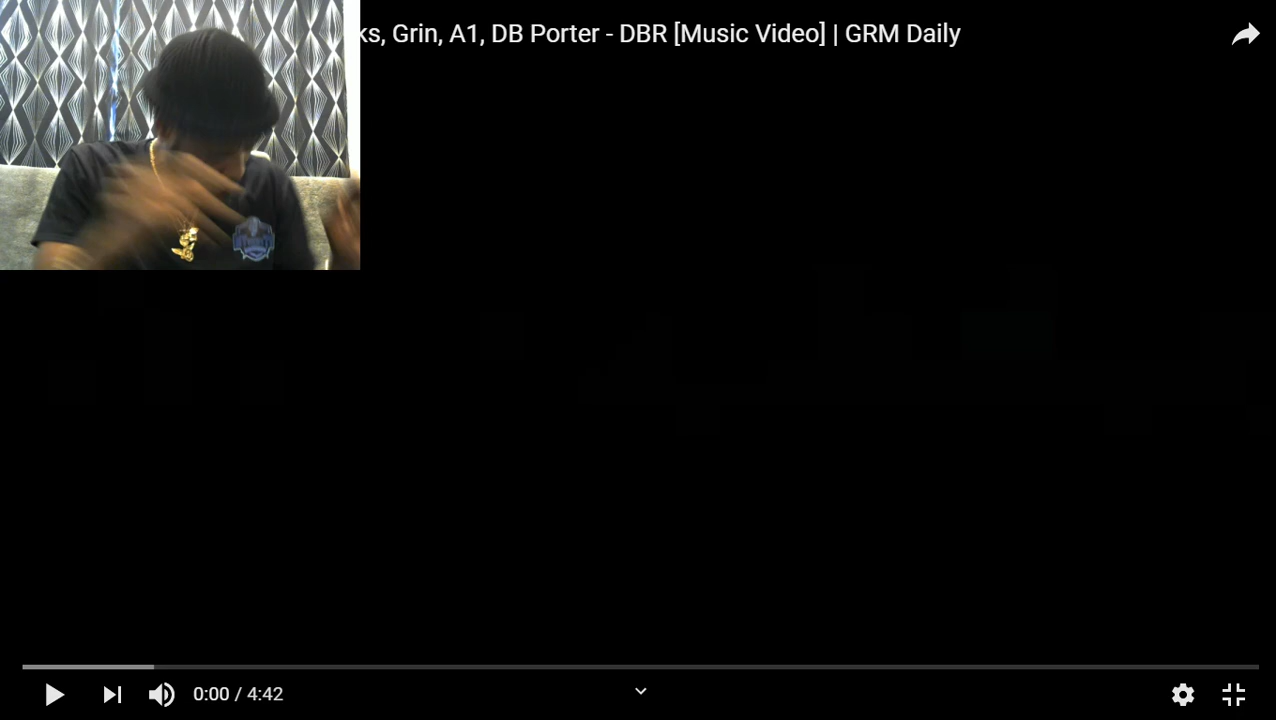 ks, Grin, A1, DB Porter - DBR [Music Video] | GRM Daily
0:00 / 4:42